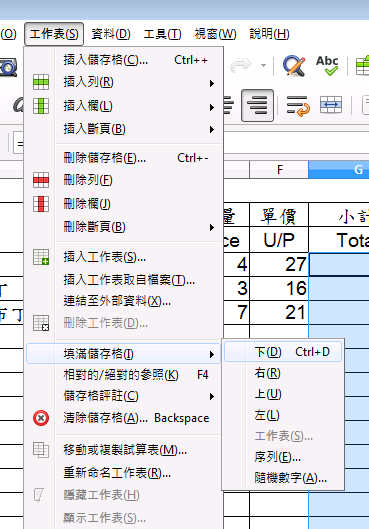 (O) 工作表(S) 資料(D) 工具(T) 視窗(W) 說明(H)
插入儲存格(C)... Ctrl++
插入列(R)
插入欄(L)
插入斷頁(B)
刪除儲存格(E)... Ctrl+-
刪除列(F)
刪除欄(J)
刪除斷頁(B)
插入工作表(S)...
插入工作表取自檔案(T)...
連結至外部資料(X)...
刪除工作表(D)...
填滿儲存格(I)
相對的/絕對的參照(K) F4
儲存格評註(C)
清除儲存格(A)... Backspace
移動或複製試算表(M)...
重新命名工作表(R)...
隱藏工作表(H)
顯示工作表(S)...
下(D) Ctrl+D
右(R)
上(U)
左(L)
工作表(S)...
序列(E)...
隨機數字(A)...
Abc
=
F G
量 單價 小計
ce U/P Tota
4 27
丁 3 16
布丁 7 21